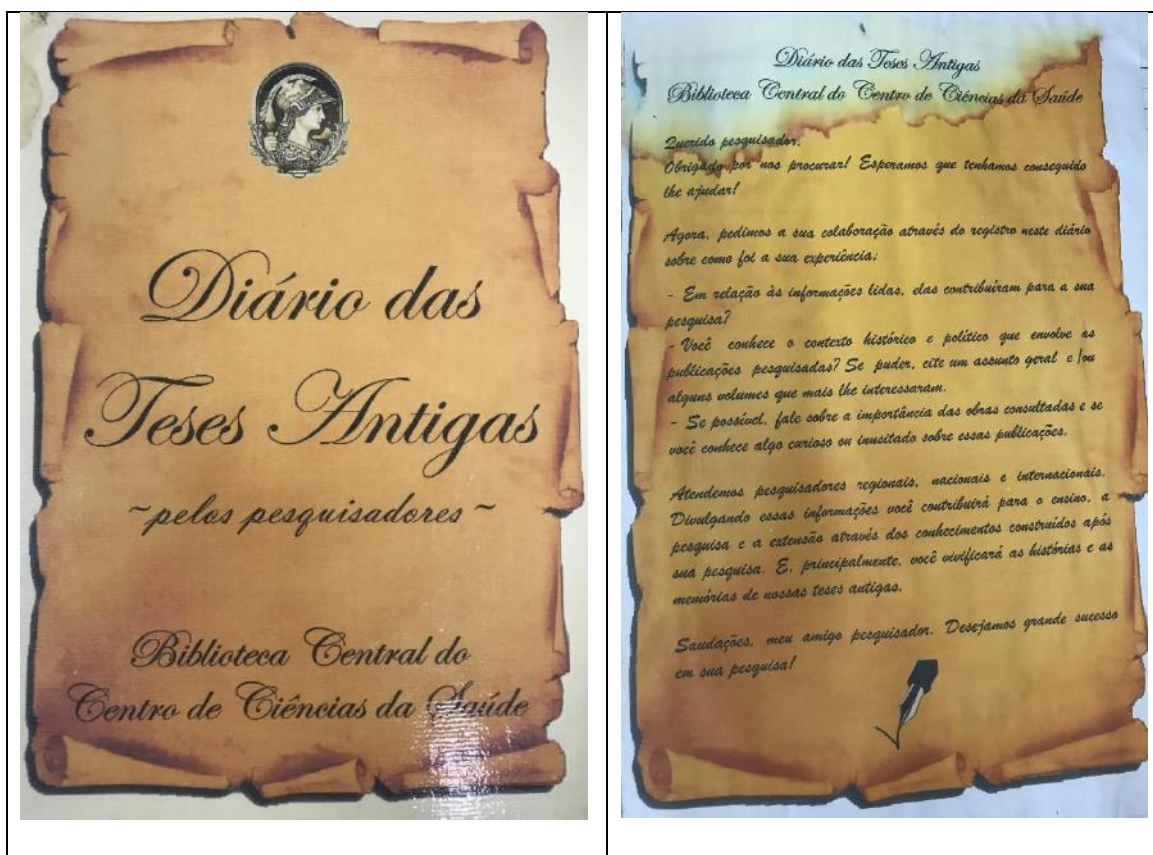 Diário das
Teses Antigas
~pelos pesquisadores~
Biblioteca Central do
Centro de Ciências da Saúde
Diário das Teses Antigas
Biblioteca Central do Centro de Ciências da Saúde
Querido pesquisador,
Obrigado por nos procurar! Esperamos que tenhamos conseguido
lhe ajudar!
Agora, pedimos a sua colaboração através do registro neste diário
sobre como foi a sua experiência:
- Em relação às informações lidas, elas contribuíram para a sua
pesquisa?
- Você conhece o contexto histórico e político que envolve as
publicações pesquisadas? Se puder, cite um assunto geral e/ou
alguns volumes que mais lhe interessaram.
- Se possível, fale sobre a importância das obras consultadas e se
você conhece algo curioso ou inusitado sobre essas publicações.
Atendemos pesquisadores regionais, nacionais e internacionais.
Divulgando essas informações você contribuirá para o ensino, a
pesquisa e a extensão através dos conhecimentos construídos após
sua pesquisa. E, principalmente, você vivificará as histórias e as
memórias de nossas teses antigas.
Saudações, meu amigo pesquisador. Desejamos grande sucesso
em sua pesquisa!